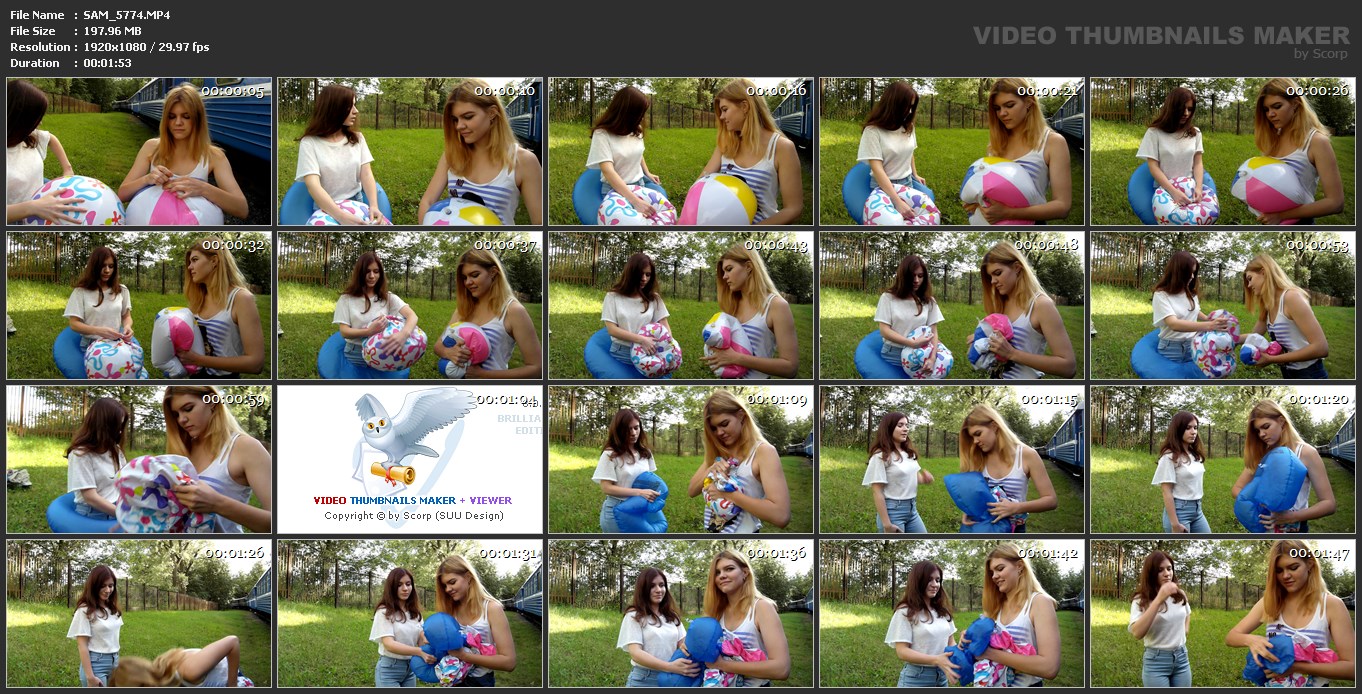 File Name : SAM_5774.MP4
File Size : 197.96 MB
Resolution : 1920x1080 / 29.97 fps
Duration : 00:01:53
VIDEO THUMBNAILS MAKER
by Scorp
00:00:05
00:00:10
00:00:16
00:00:21
00:00:26
00:00:32
00:00:37
00:00:43
00:00:48
00:00:53
00:00:59
00:01:04
BRILLIA
EDIT
VIDEO THUMBNAILS MAKER + VIEWER
Copyright © by Scorp (SUU Design)
00:01:09
00:01:15
00:01:20
00:01:26
00:01:31
00:01:36
00:01:42
00:01:47